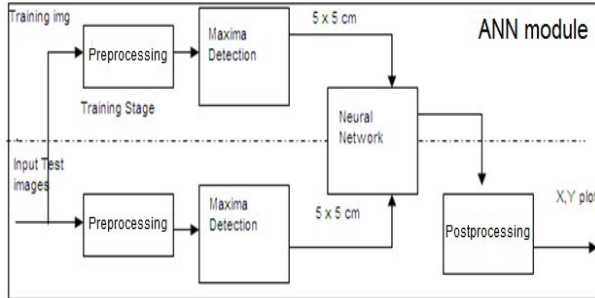 Training img
5 x 5 cm
ANN module
Preprocessing
Maxima
Detection
Training Stage
Neural
Network
Input Test
images
Preprocessing
Maxima
Detection
5 x 5 cm
X,Y plot
Postprocessing